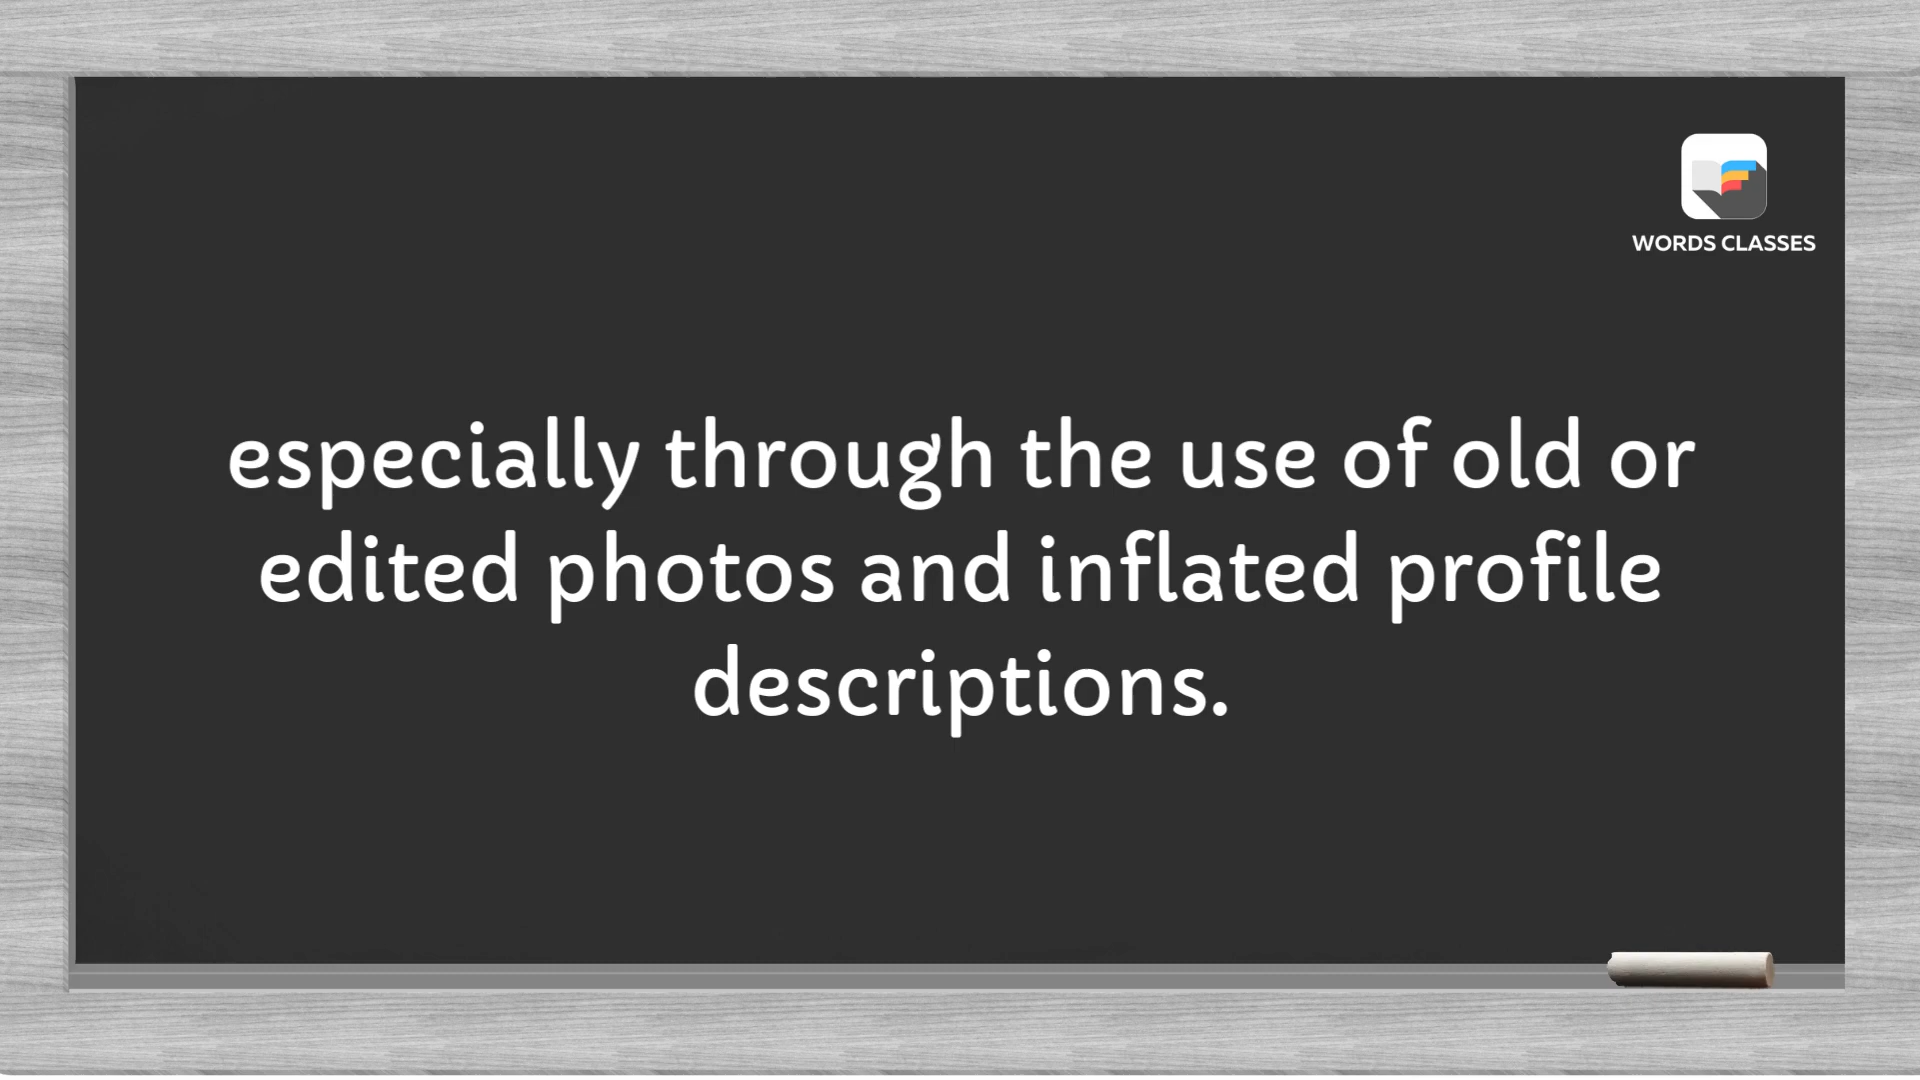 WORDS CLASSES
especially through the use of old or
edited photos and inflated profile
descriptions.